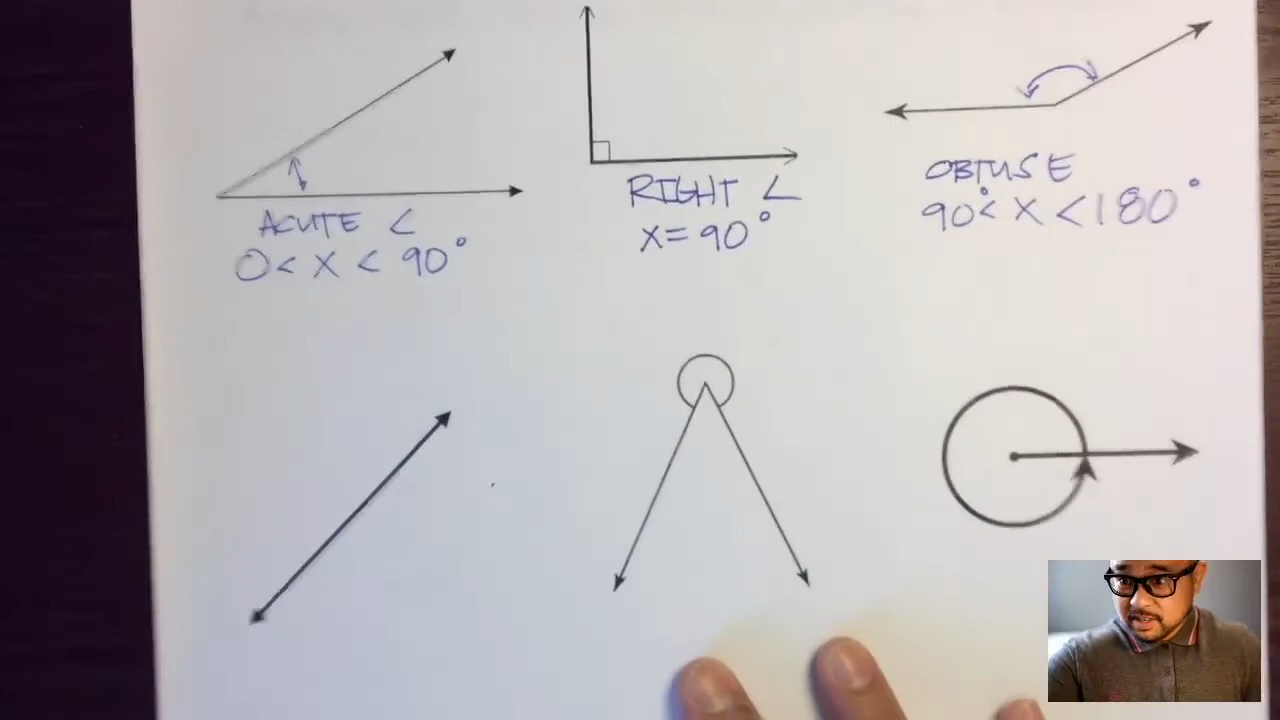 ACUTE ∠
0 < X < 90°
RIGHT ∠
X = 90°
OBTUSE
90° < X < 180°